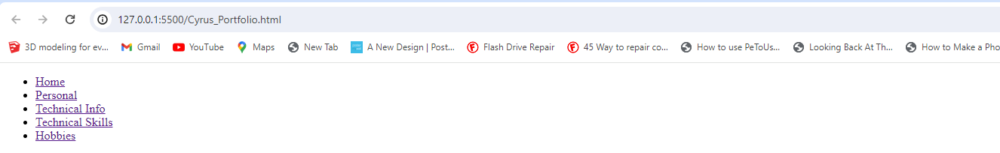 127.0.0.1:5500/Cyrus_Portfolio.html
3D modeling for ev... Gmail YouTube Maps New Tab A New Design | Post... Flash Drive Repair 45 Way to repair co... How to use PeToUs... Looking Back At Th... How to Make a Pho
Home
Personal
Technical Info
Technical Skills
Hobbies